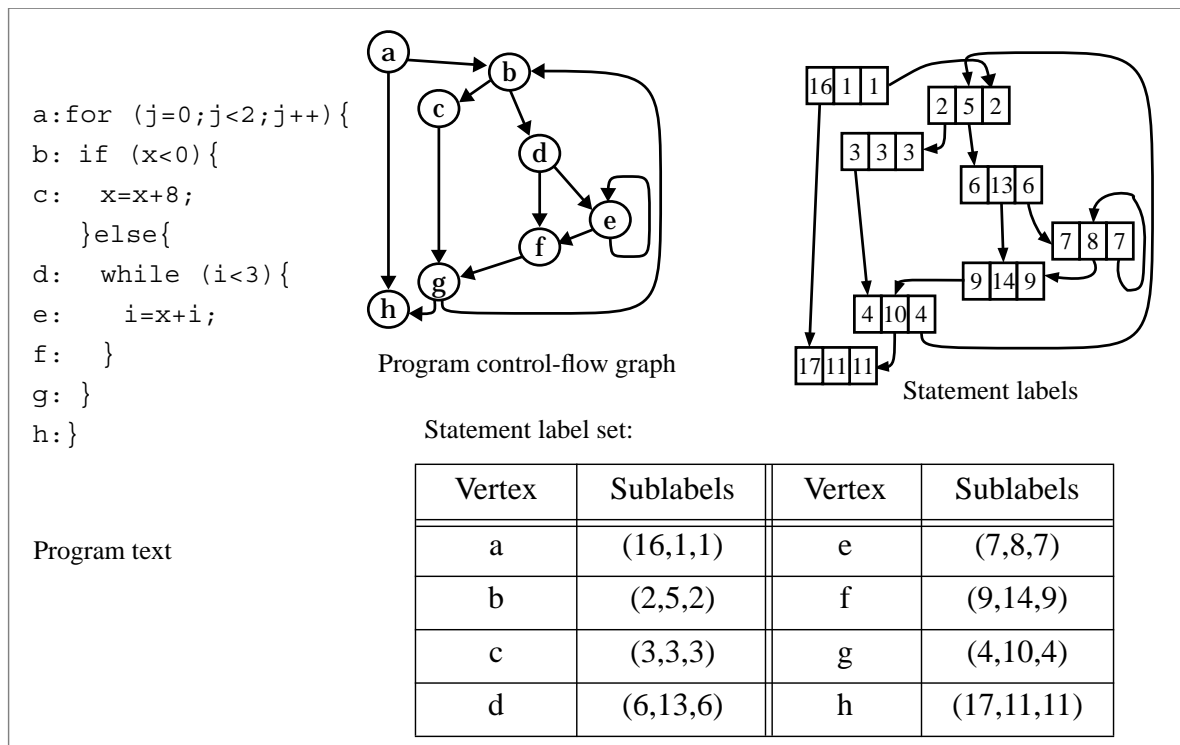 a:for (j=0;j<2;j++){
b: if (x<0){
c:   x=x+8;
}else{
d:   while (i<3){
e:     i=x+i;
f:   }
g: }
h:}
Program text
a
b
c
d
e
f
g
h
Program control-flow graph
16 1 1
2 5 2
3 3 3
6 13 6
7 8 7
9 14 9
4 10 4
17 11 11
Statement labels
Statement label set:
Vertex Sublabels Vertex Sublabels
a (16,1,1) e (7,8,7)
b (2,5,2) f (9,14,9)
c (3,3,3) g (4,10,4)
d (6,13,6) h (17,11,11)